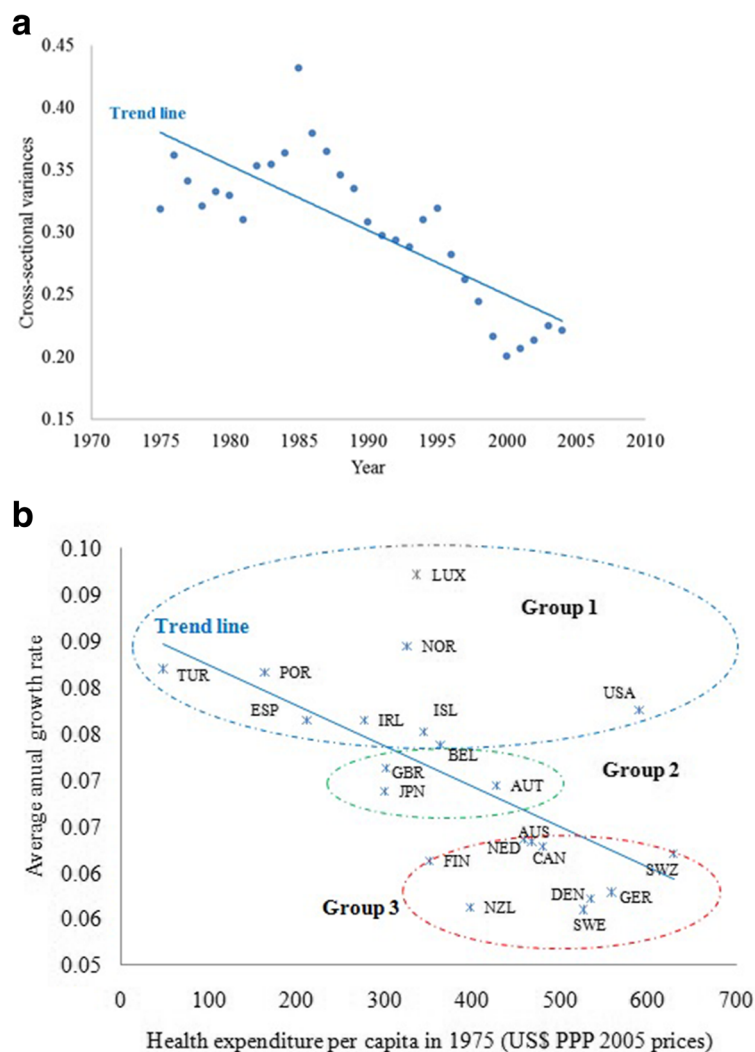 a
0.45
0.40
0.35
0.30
0.25
0.20
0.15
Cross-sectional variances
Trend line
1970 1975 1980 1985 1990 1995 2000 2005 2010
Year
b
0.10
0.09
0.09
0.08
0.08
0.07
0.07
0.06
0.06
0.05
Average anual growth rate
LUX
Group 1
Trend line
NOR
TUR
POR
USA
ESP
IRL
ISL
BEL
GBR
Group 2
JPN
AUT
AUS
NED
CAN
FIN
SWZ
DEN
GER
Group 3
NZL
SWE
0 100 200 300 400 500 600 700
Health expenditure per capita in 1975 (US$ PPP 2005 prices)